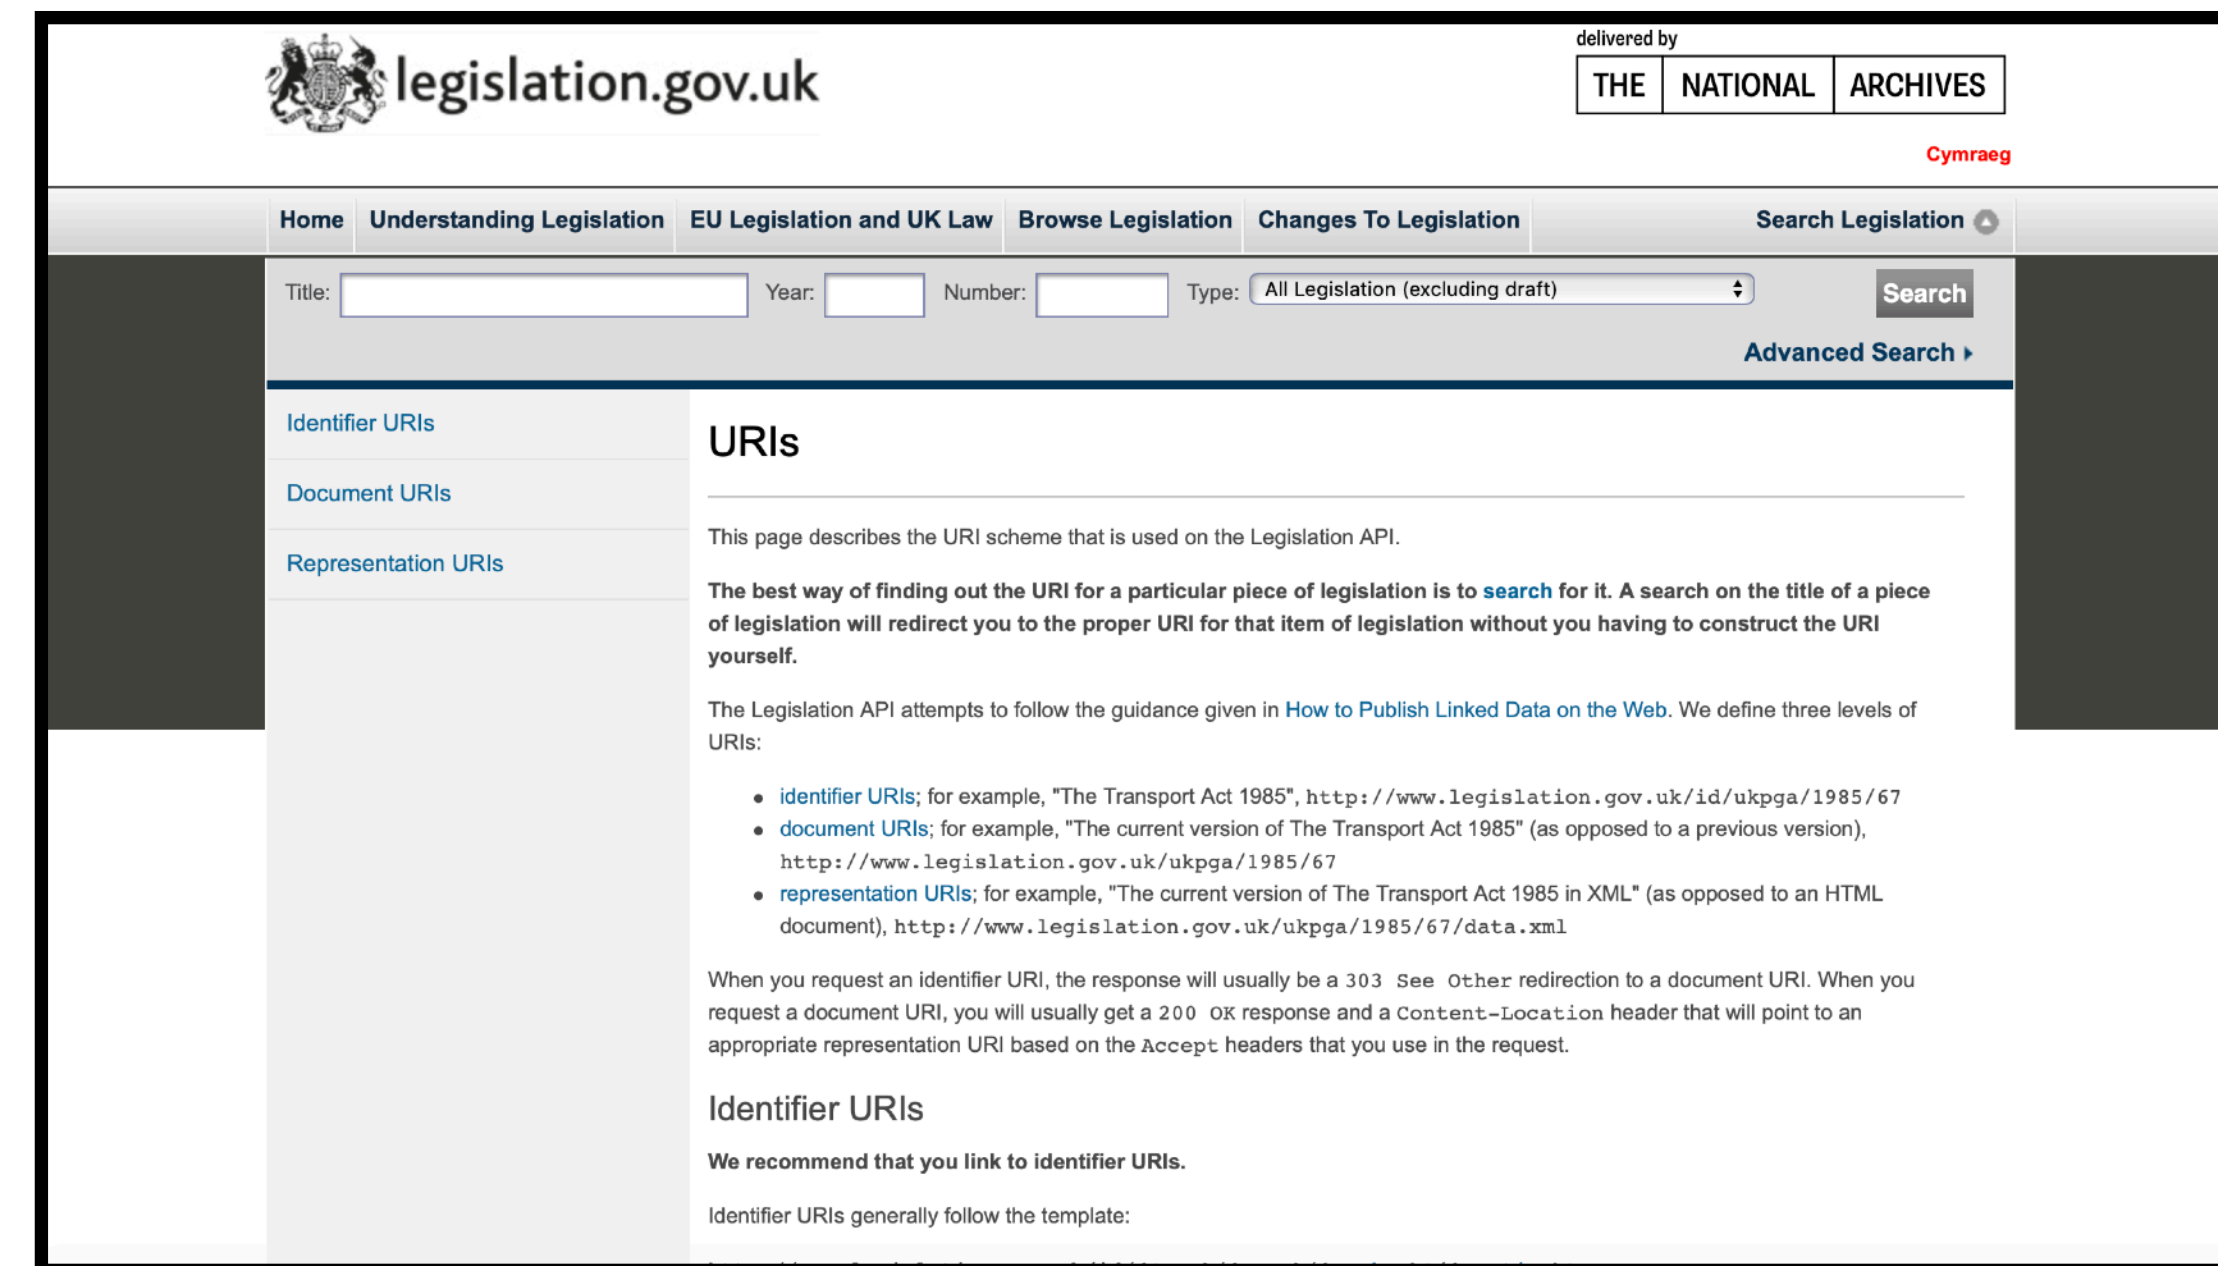 legislation.gov.uk
delivered by
THE NATIONAL ARCHIVES
Cymraeg
Home Understanding Legislation EU Legislation and UK Law Browse Legislation Changes To Legislation Search Legislation
Title: Year: Number: Type: All Legislation (excluding draft) Search
Advanced Search
Identifier URIs
Document URIs
Representation URIs
URIs
This page describes the URI scheme that is used on the Legislation API.
The best way of finding out the URI for a particular piece of legislation is to search for it. A search on the title of a piece
of legislation will redirect you to the proper URI for that item of legislation without you having to construct the URI
yourself.
The Legislation API attempts to follow the guidance given in How to Publish Linked Data on the Web. We define three levels of
URIs:
• identifier URIs; for example, "The Transport Act 1985", http://www.legislation.gov.uk/id/ukpga/1985/67
• document URIs; for example, "The current version of The Transport Act 1985" (as opposed to a previous version),
http://www.legislation.gov.uk/ukpga/1985/67
• representation URIs; for example, "The current version of The Transport Act 1985 in XML" (as opposed to an HTML
document), http://www.legislation.gov.uk/ukpga/1985/67/data.xml
When you request an identifier URI, the response will usually be a 303 See Other redirection to a document URI. When you
request a document URI, you will usually get a 200 OK response and a Content-Location header that will point to an
appropriate representation URI based on the Accept headers that you use in the request.
Identifier URIs
We recommend that you link to identifier URIs.
Identifier URIs generally follow the template: